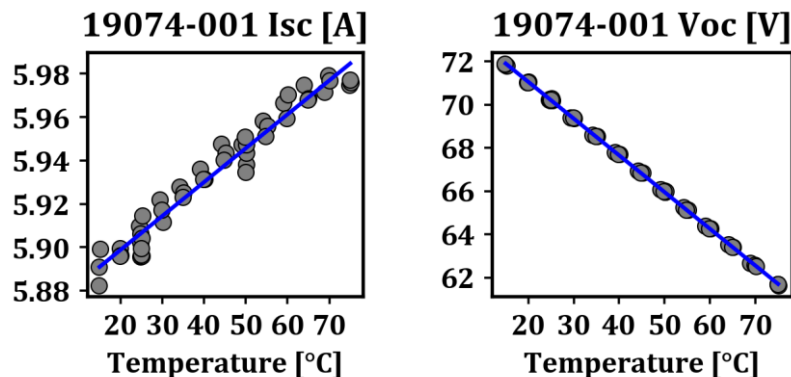 19074-001 Isc [A]
5.98
5.96
5.94
5.92
5.90
5.88
20 30 40 50 60 70
Temperature [°C]
19074-001 Voc [V]
72
70
68
66
64
62
20 30 40 50 60 70
Temperature [°C]